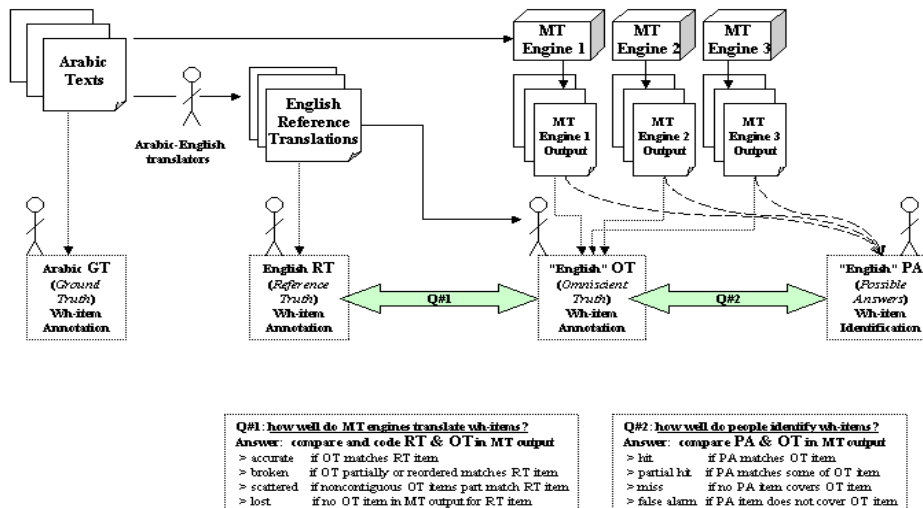 Arabic
Texts
Arabic-English
translators
English
Reference
Translations
MT
Engine 1
MT
Engine 2
MT
Engine 3
MT
Engine 1
Output
MT
Engine 2
Output
MT
Engine 3
Output
Arabic GT
(Ground
Truth)
Wh-item
Annotation
English RT
(Reference
Truth)
Wh-item
Annotation
Q#1
"English" OT
(Omniscient
Truth)
Wh-item
Annotation
Q#2
"English" PA
(Possible
Answers)
Wh-item
Identification
Q#1: how well do MT engines translate wh-items?
Answer: compare and code RT & OT in MT output
> accurate if OT matches RT item
> broken if OT partially or reordered matches RT item
> scattered if noncontiguous OT items part match RT item
> lost if no OT item in MT output for RT item
Q#2: how well do people identify wh-items?
Answer: compare PA & OT in MT output
> hit if PA matches OT item
> partial hit if PA matches some of OT item
> miss if no PA item covers OT item
> false alarm if PA item does not cover OT item